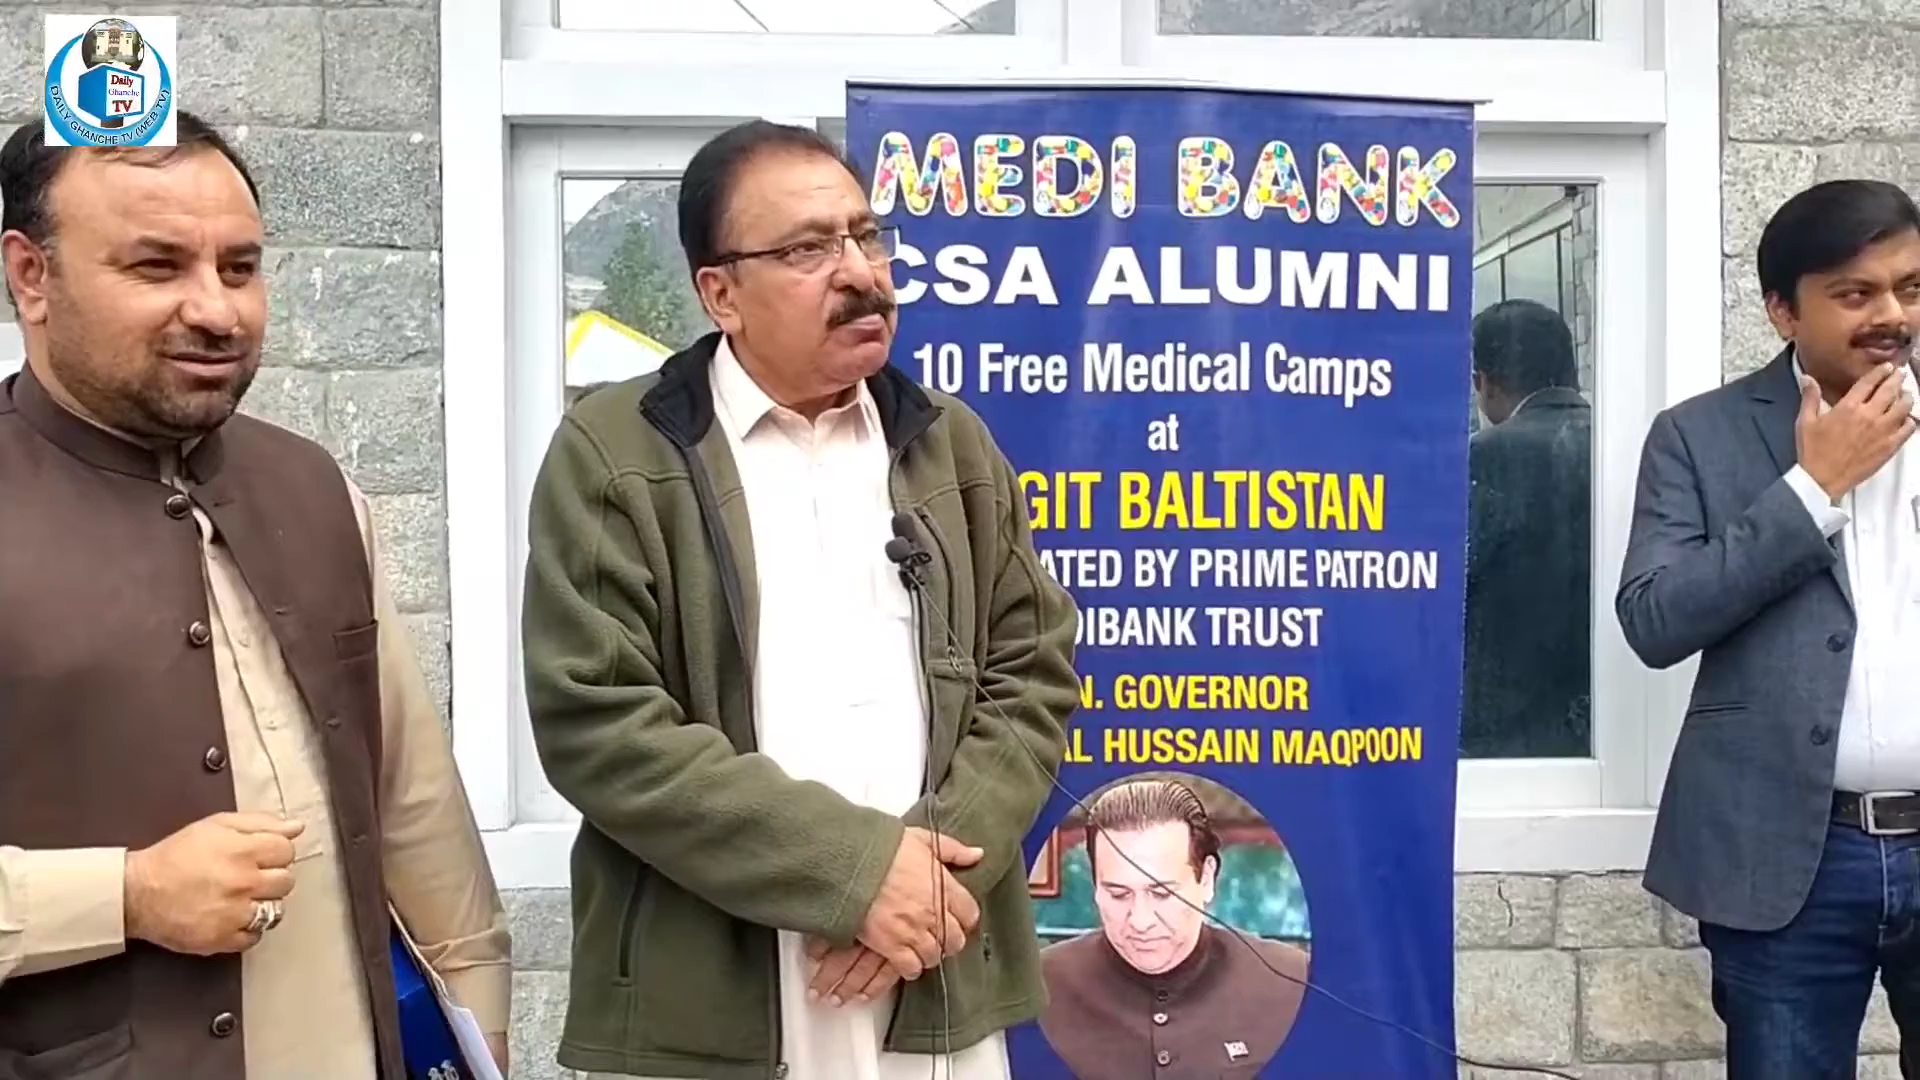 Daily
Ghanche
TV
DAILY GHANCHE TV (WEB TV)
MEDI BANK
CSA ALUMNI
10 Free Medical Camps
at
GIT BALTISTAN
ATED BY PRIME PATRON
DIBANK TRUST
N. GOVERNOR
AL HUSSAIN MAQPOON